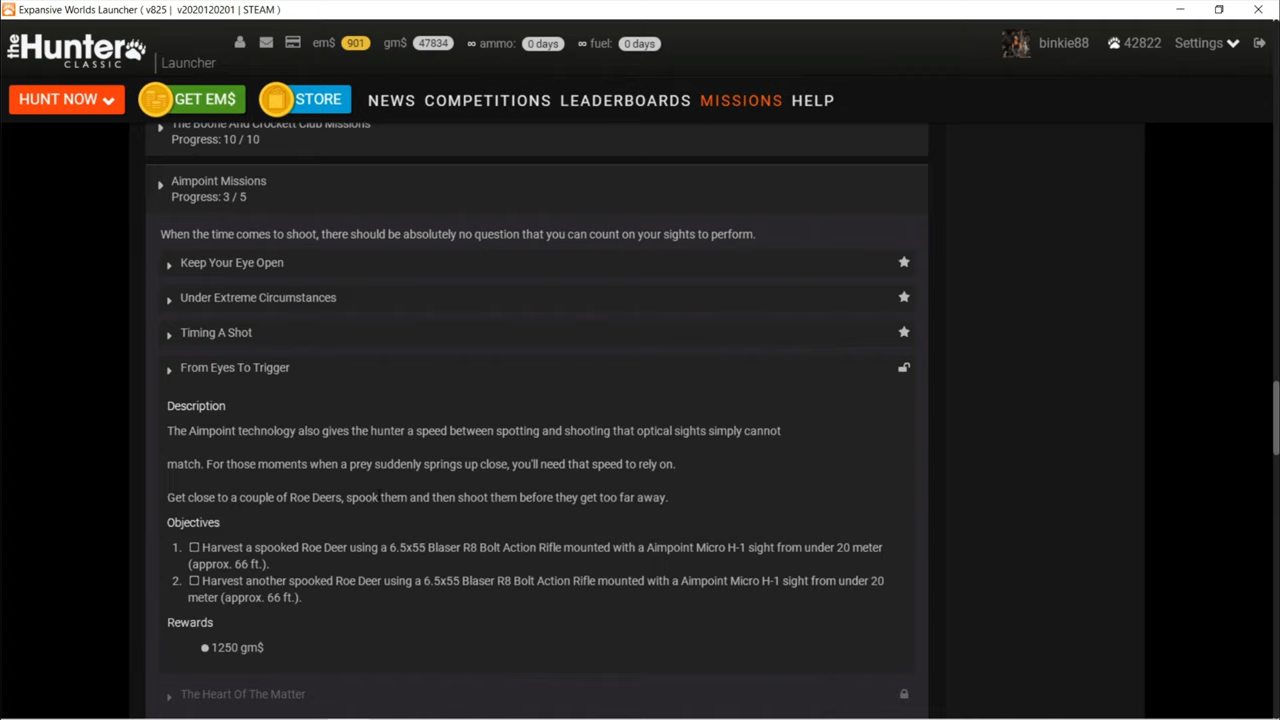 Expansive Worlds Launcher ( v825 | v2020120201 | STEAM )
theHunter CLASSIC
Launcher
em$ 901 gm$ 47834 ∞ ammo: 0 days ∞ fuel: 0 days
binkie88 42822 Settings
HUNT NOW GET EM$ STORE NEWS COMPETITIONS LEADERBOARDS MISSIONS HELP
The Boone And Crockett Club Missions
Progress: 10 / 10
Aimpoint Missions
Progress: 3 / 5
When the time comes to shoot, there should be absolutely no question that you can count on your sights to perform.
Keep Your Eye Open
Under Extreme Circumstances
Timing A Shot
From Eyes To Trigger
Description
The Aimpoint technology also gives the hunter a speed between spotting and shooting that optical sights simply cannot
match. For those moments when a prey suddenly springs up close, you'll need that speed to rely on.
Get close to a couple of Roe Deers, spook them and then shoot them before they get too far away.
Objectives
1. Harvest a spooked Roe Deer using a 6.5x55 Blaser R8 Bolt Action Rifle mounted with a Aimpoint Micro H-1 sight from under 20 meter
(approx. 66 ft.).
2. Harvest another spooked Roe Deer using a 6.5x55 Blaser R8 Bolt Action Rifle mounted with a Aimpoint Micro H-1 sight from under 20
meter (approx. 66 ft.).
Rewards
1250 gm$
The Heart Of The Matter